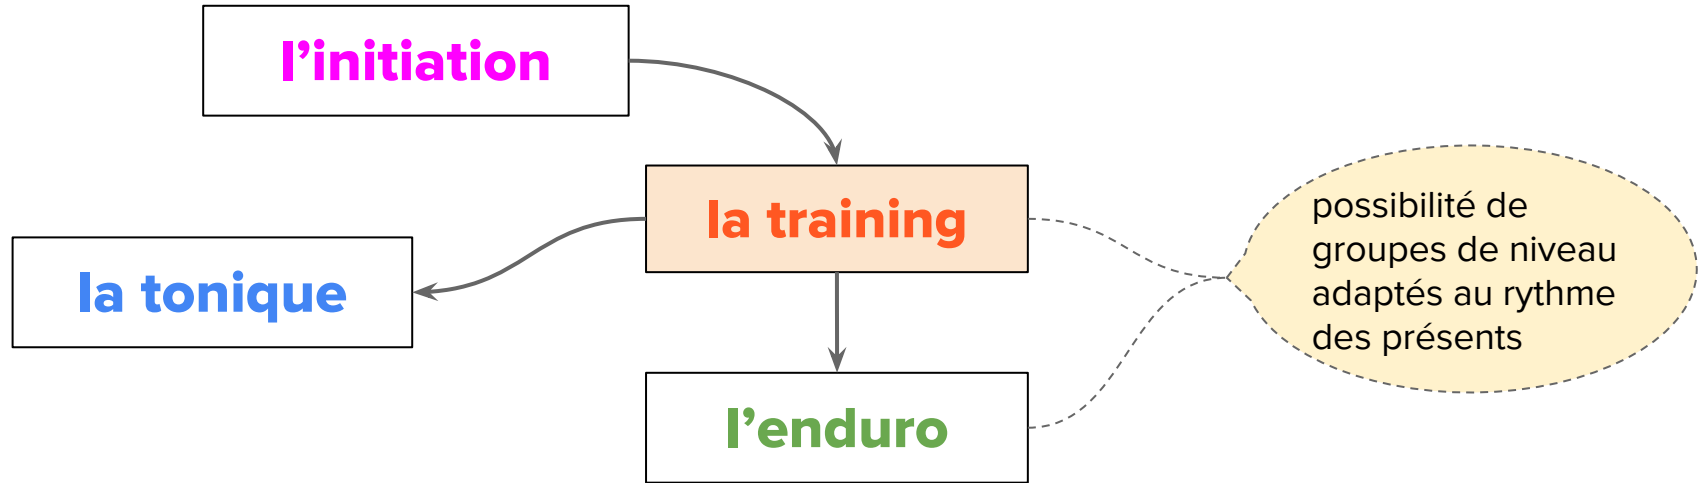 l’initiation
la training
la tonique
l’enduro
possibilité de
groupes de niveau
adaptés au rythme
des présents